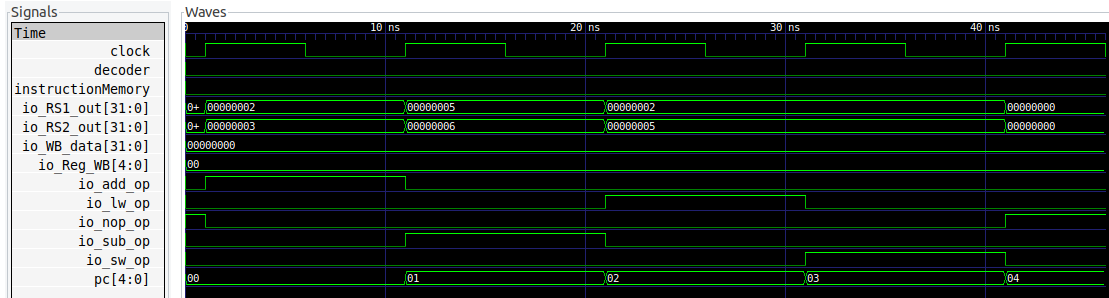 Signals
Waves
Time
0 10 ns 20 ns 30 ns 40 ns
clock
decoder
instructionMemory
io_RS1_out[31:0] 0+ 00000002 00000005 00000002 00000000
io_RS2_out[31:0] 0+ 00000003 00000006 00000005 00000000
io_WB_data[31:0] 00000000
io_Reg_WB[4:0] 00
io_add_op
io_lw_op
io_nop_op
io_sub_op
io_sw_op
pc[4:0] 00 01 02 03 04